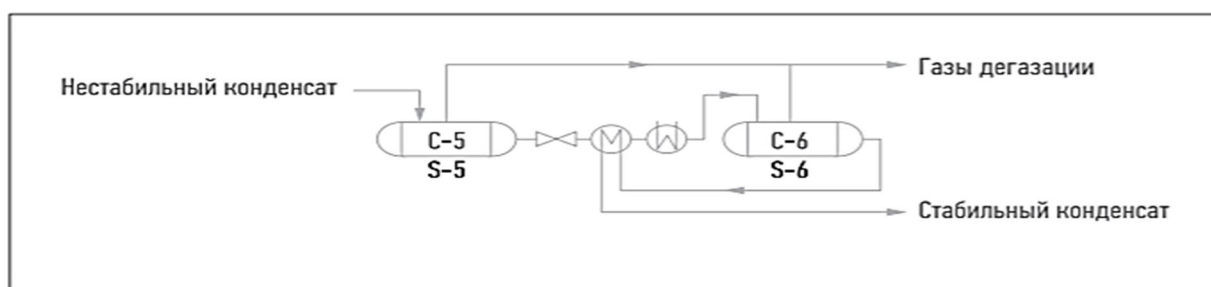 Нестабильный конденсат
Газы дегазации
C-5
S-5
C-6
S-6
Стабильный конденсат